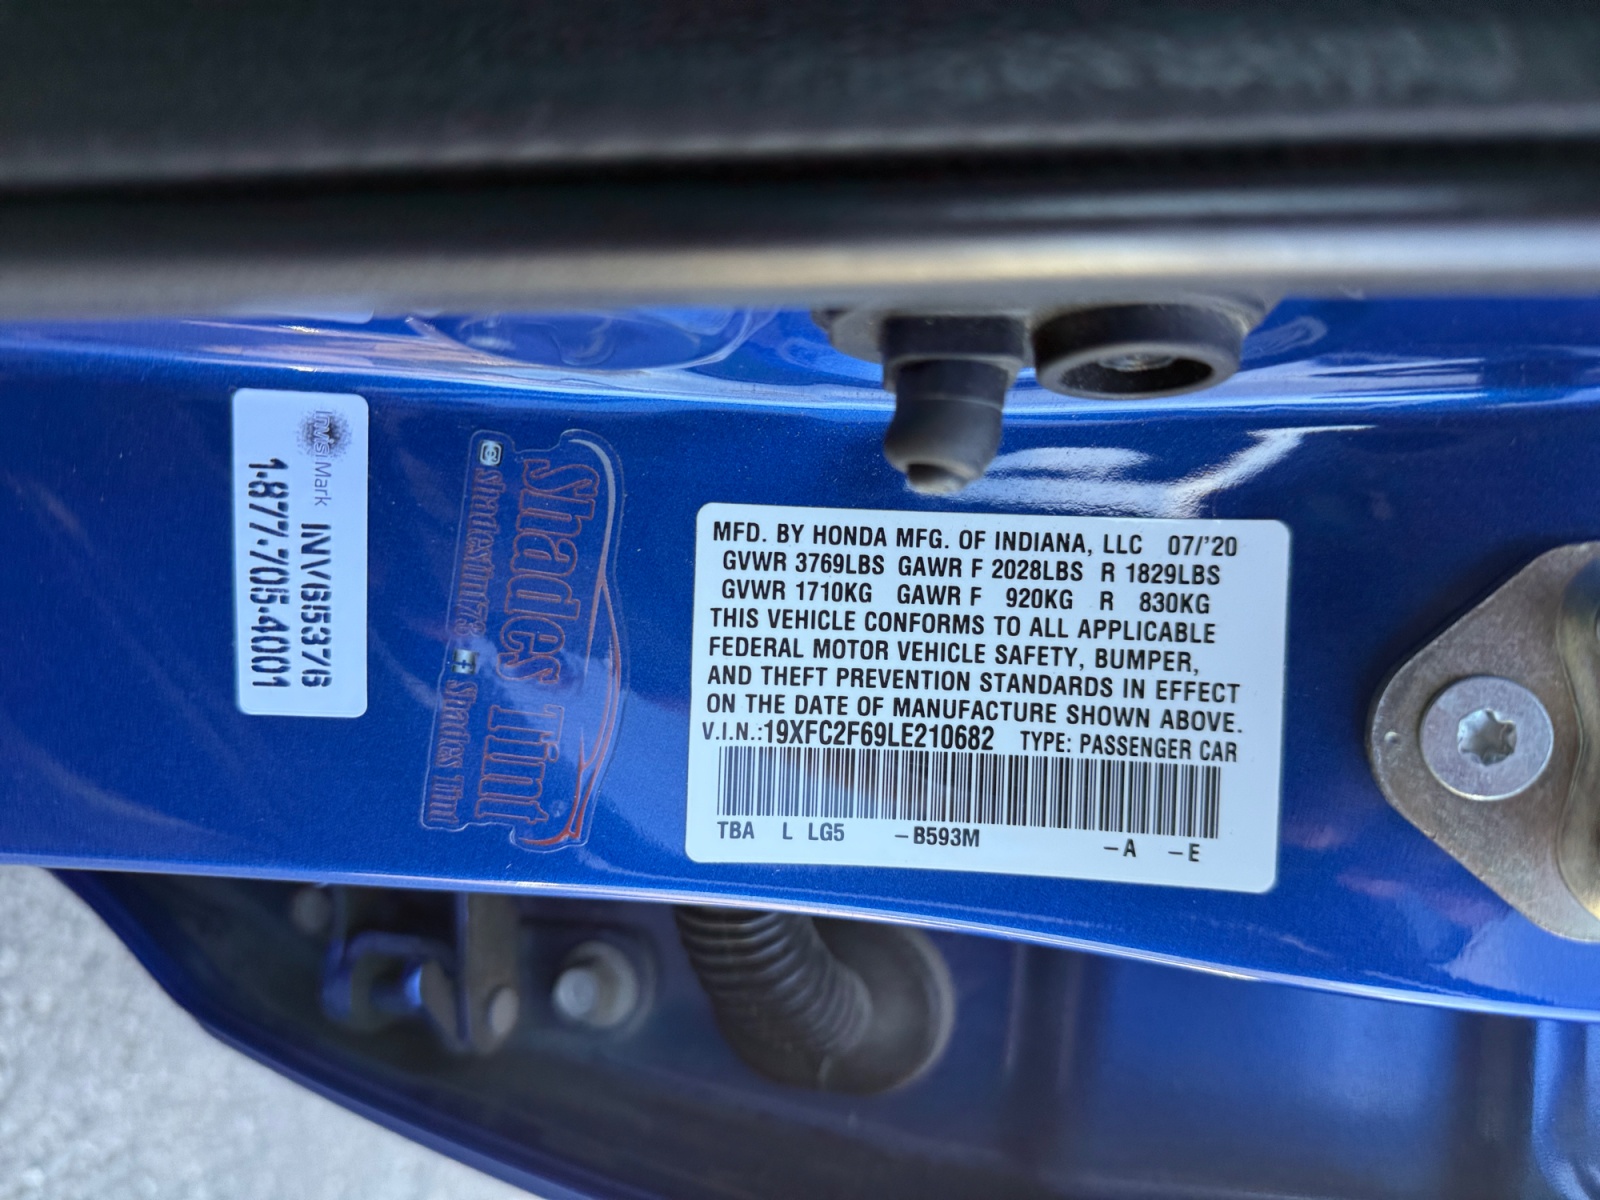 InvisiMark
INV655376
1-877-705-4001
Shades Tint
shadestint73 f Shades Tint
MFD. BY HONDA MFG. OF INDIANA, LLC 07/'20
GVWR 3769LBS GAWR F 2028LBS R 1829LBS
GVWR 1710KG GAWR F 920KG R 830KG
THIS VEHICLE CONFORMS TO ALL APPLICABLE
FEDERAL MOTOR VEHICLE SAFETY, BUMPER,
AND THEFT PREVENTION STANDARDS IN EFFECT
ON THE DATE OF MANUFACTURE SHOWN ABOVE.
V.I.N.:19XFC2F69LE210682 TYPE: PASSENGER CAR
TBA L LG5 –B593M –A –E